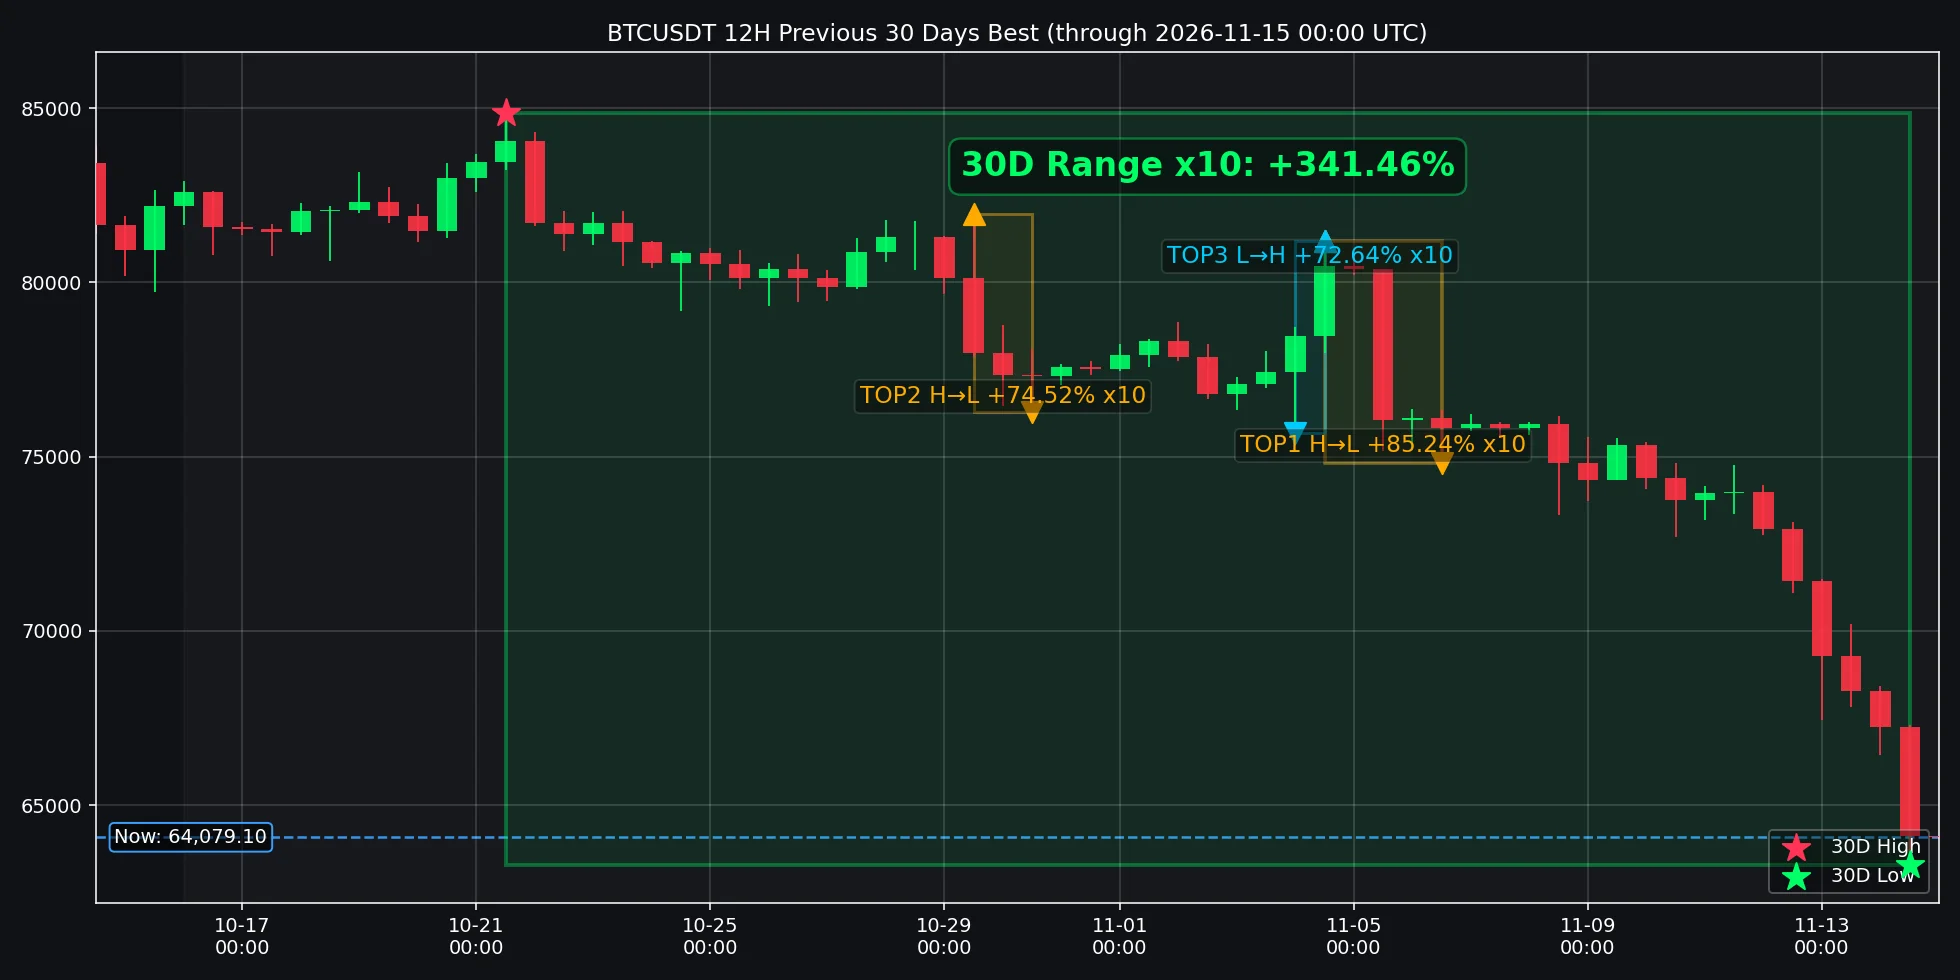 BTCUSDT 12H Previous 30 Days Best (through 2026-11-15 00:00 UTC)
85000
80000
75000
70000
65000
30D Range x10: +341.46%
TOP3 L→H +72.64% x10
TOP2 H→L +74.52% x10
TOP1 H→L +85.24% x10
Now: 64,079.10
30D High
30D Low
10-17
00:00
10-21
00:00
10-25
00:00
10-29
00:00
11-01
00:00
11-05
00:00
11-09
00:00
11-13
00:00